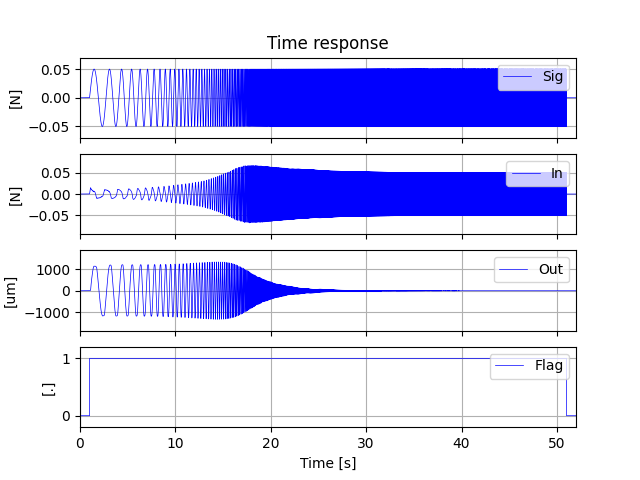 Time response
0.05
0.00
−0.05
[N]
Sig
0.05
0.00
−0.05
[N]
In
1000
0
−1000
[um]
Out
1
0
[.]
Flag
0 10 20 30 40 50
Time [s]